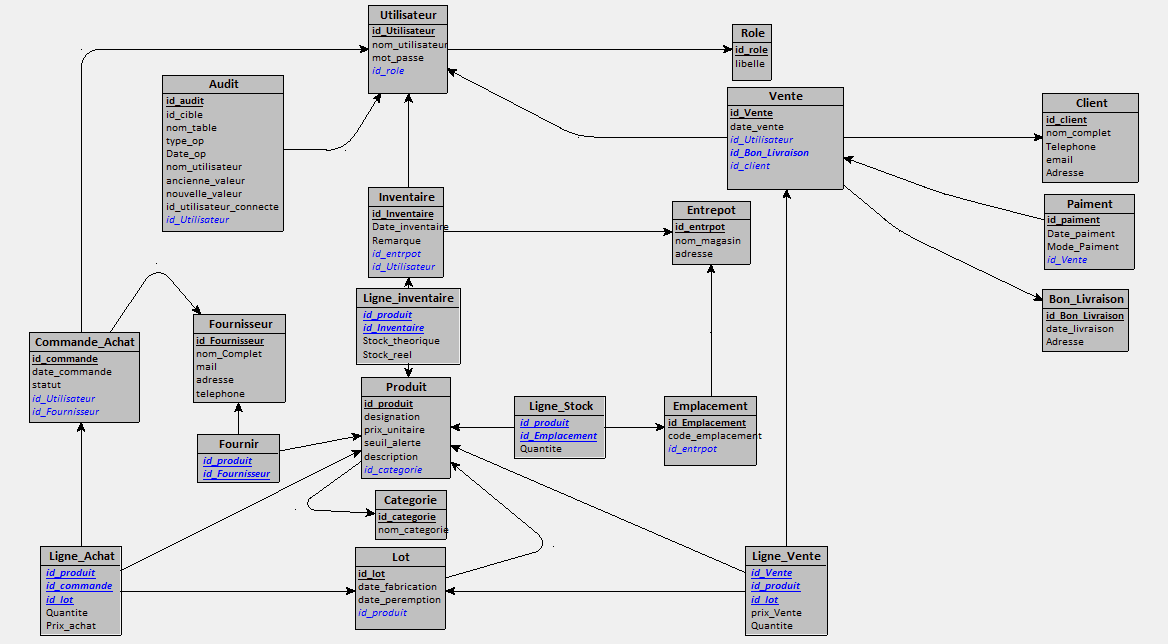 Utilisateur
id_Utilisateur
nom_utilisateur
mot_passe
id_role
Role
id_role
libelle
Audit
id_audit
id_cible
nom_table
type_op
Date_op
nom_utilisateur
ancienne_valeur
nouvelle_valeur
id_utilisateur_connecte
id_Utilisateur
Vente
id_Vente
date_vente
id_Utilisateur
id_Bon_Livraison
id_client
Client
id_client
nom_complet
Telephone
email
Adresse
Inventaire
id_Inventaire
Date_inventaire
Remarque
id_entrpot
id_Utilisateur
Entrepot
id_entrpot
nom_magasin
adresse
Paiment
id_paiment
Date_paiment
Mode_Paiment
id_Vente
Ligne_inventaire
id_produit
id_Inventaire
Stock_theorique
Stock_reel
Bon_Livraison
id_Bon_Livraison
date_livraison
Adresse
Commande_Achat
id_commande
date_commande
statut
id_Utilisateur
id_Fournisseur
Fournisseur
id_Fournisseur
nom_Complet
mail
adresse
telephone
Produit
id_produit
designation
prix_unitaire
seuil_alerte
description
id_categorie
Ligne_Stock
id_produit
id_Emplacement
Quantite
Emplacement
id_Emplacement
code_emplacement
id_entrpot
Fournir
id_produit
id_Fournisseur
Categorie
id_categorie
nom_categorie
Ligne_Achat
id_produit
id_commande
id_lot
Quantite
Prix_achat
Lot
id_lot
date_fabrication
date_peremption
id_produit
Ligne_Vente
id_Vente
id_produit
id_lot
prix_Vente
Quantite